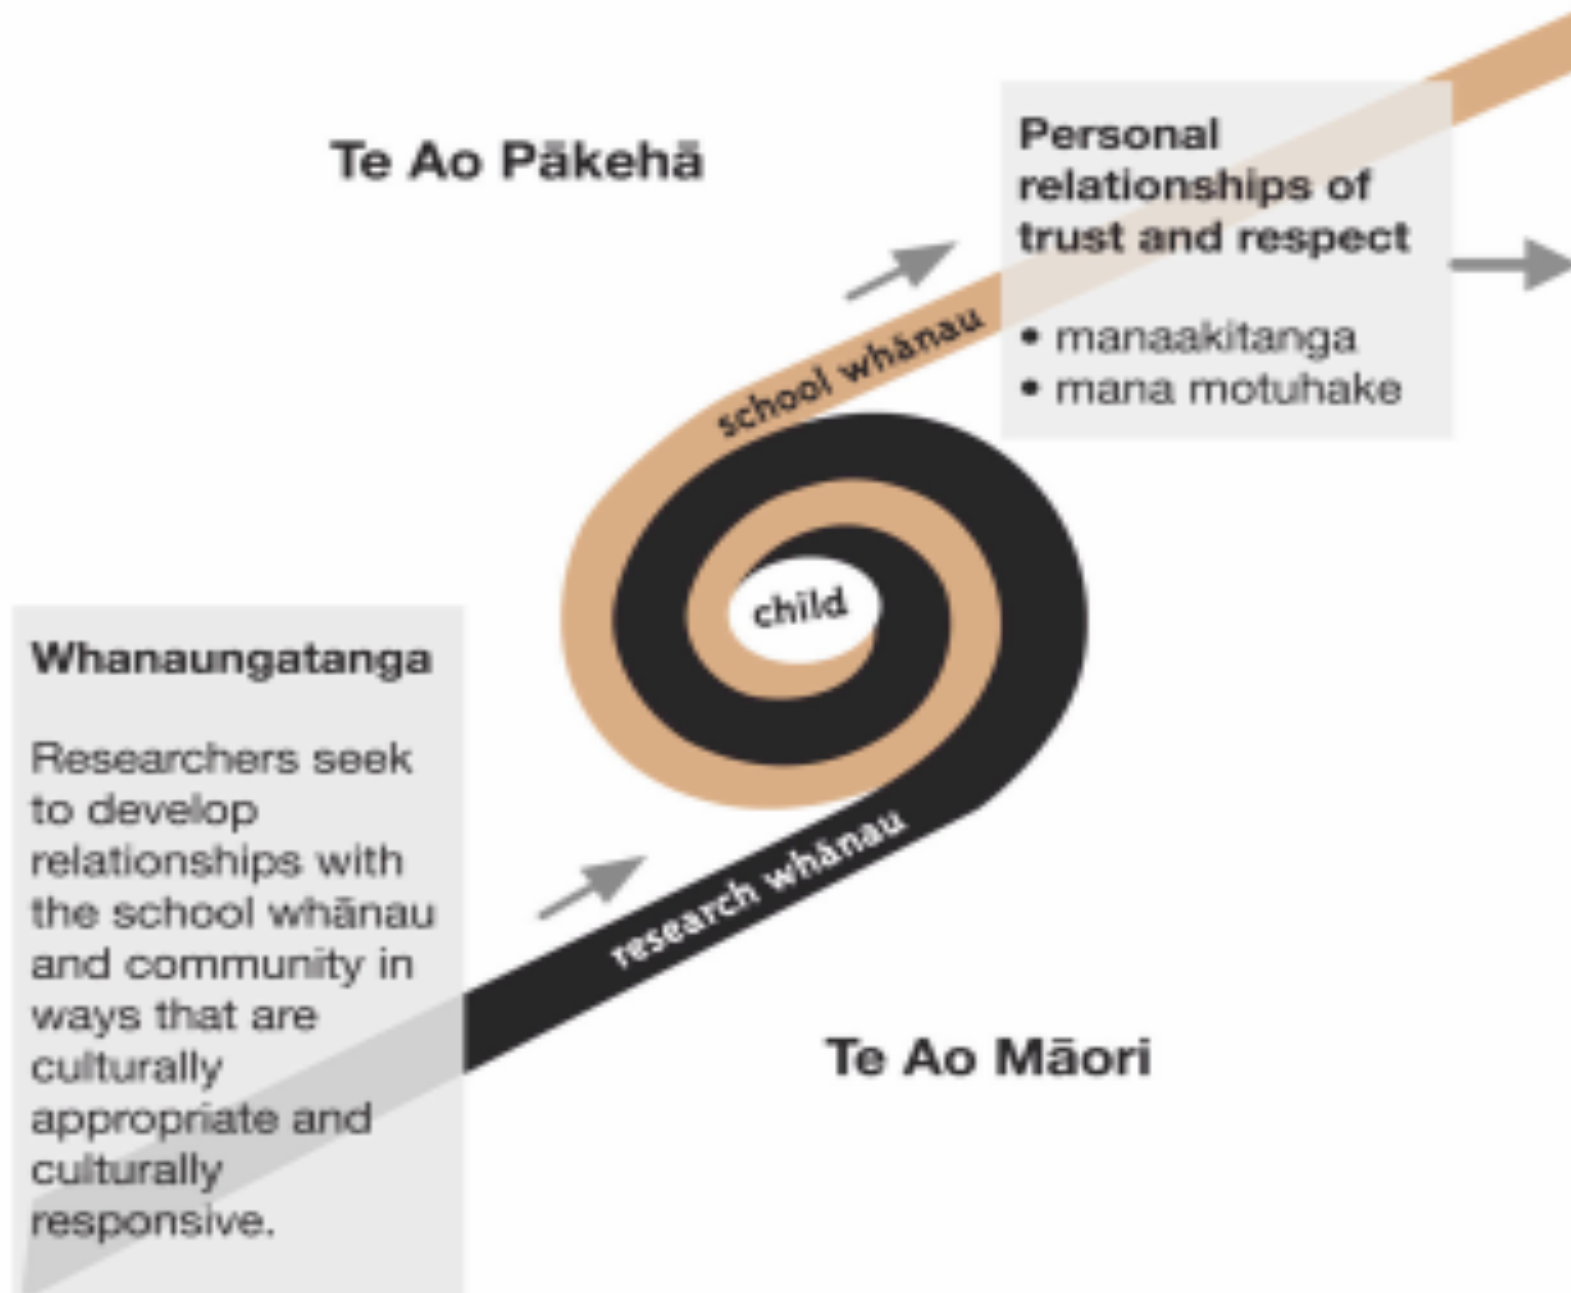 Te Ao Pākehā
Personal
relationships of
trust and respect
• manaakitanga
• mana motuhake
school whānau
child
Whanaungatanga
Researchers seek
to develop
relationships with
the school whānau
and community in
ways that are
culturally
appropriate and
culturally
responsive.
research whānau
Te Ao Māori